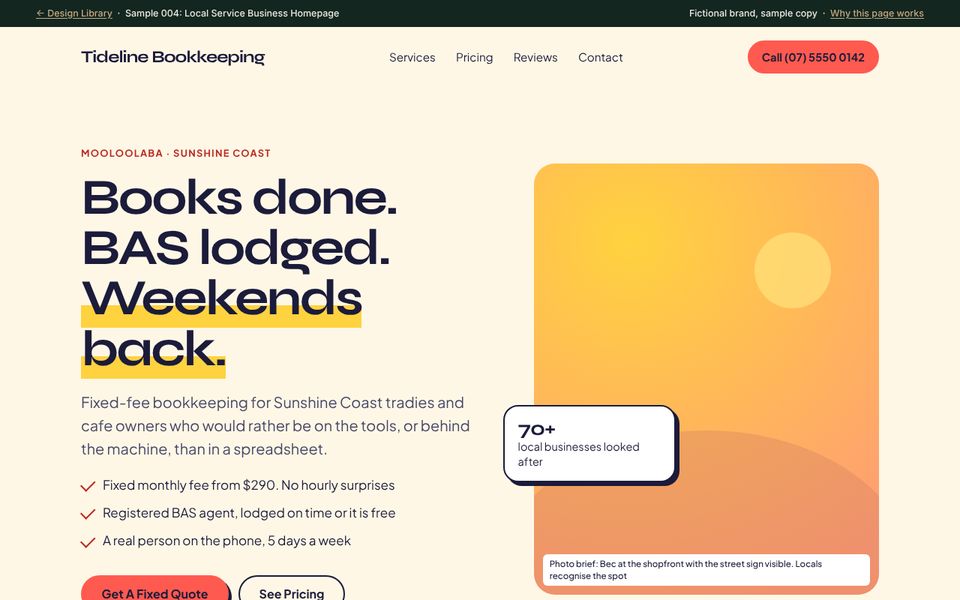 ← Design Library · Sample 004: Local Service Business Homepage
Fictional brand, sample copy · Why this page works
Tideline Bookkeeping
Services
Pricing
Reviews
Contact
Call (07) 5550 0142
MOOLOOLABA · SUNSHINE COAST
Books done.
BAS lodged.
Weekends
back.
Fixed-fee bookkeeping for Sunshine Coast tradies and
cafe owners who would rather be on the tools, or behind
the machine, than in a spreadsheet.
Fixed monthly fee from $290. No hourly surprises
Registered BAS agent, lodged on time or it is free
A real person on the phone, 5 days a week
Get A Fixed Quote
See Pricing
70+
local businesses looked
after
Photo brief: Bec at the shopfront with the street sign visible. Locals
recognise the spot